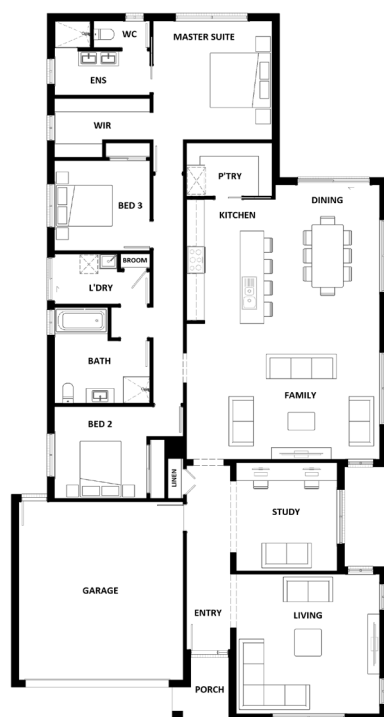 WC
MASTER SUITE
ENS
WIR
P'TRY
BED 3
DINING
KITCHEN
BROOM
L'DRY
BATH
FAMILY
BED 2
LINEN
STUDY
GARAGE
ENTRY
LIVING
PORCH